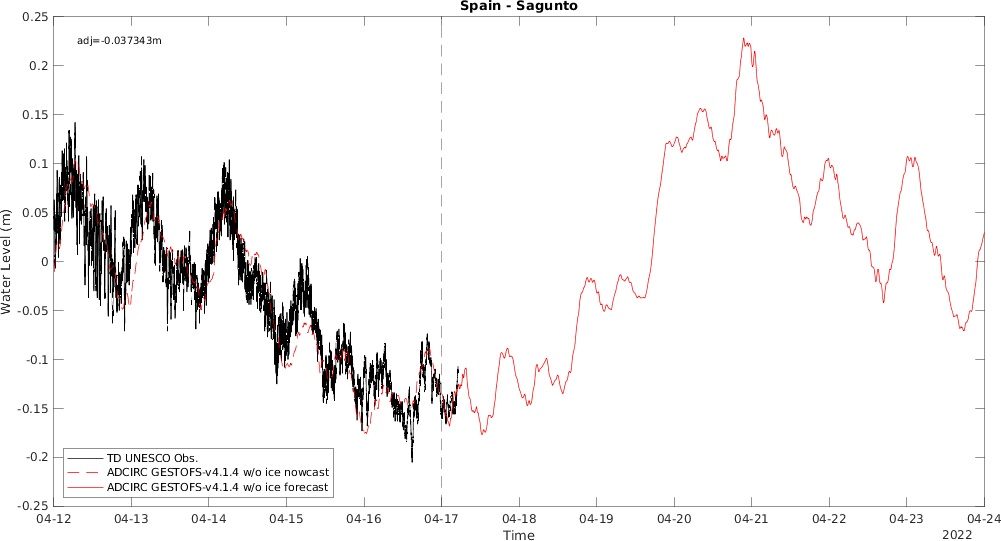 Spain - Sagunto
adj=-0.037343m
0.25
0.2
0.15
0.1
0.05
0
-0.05
-0.1
-0.15
-0.2
-0.25
Water Level (m)
TD UNESCO Obs.
ADCIRC GESTOFS-v4.1.4 w/o ice nowcast
ADCIRC GESTOFS-v4.1.4 w/o ice forecast
04-12 04-13 04-14 04-15 04-16 04-17 04-18 04-19 04-20 04-21 04-22 04-23 04-24
Time
2022